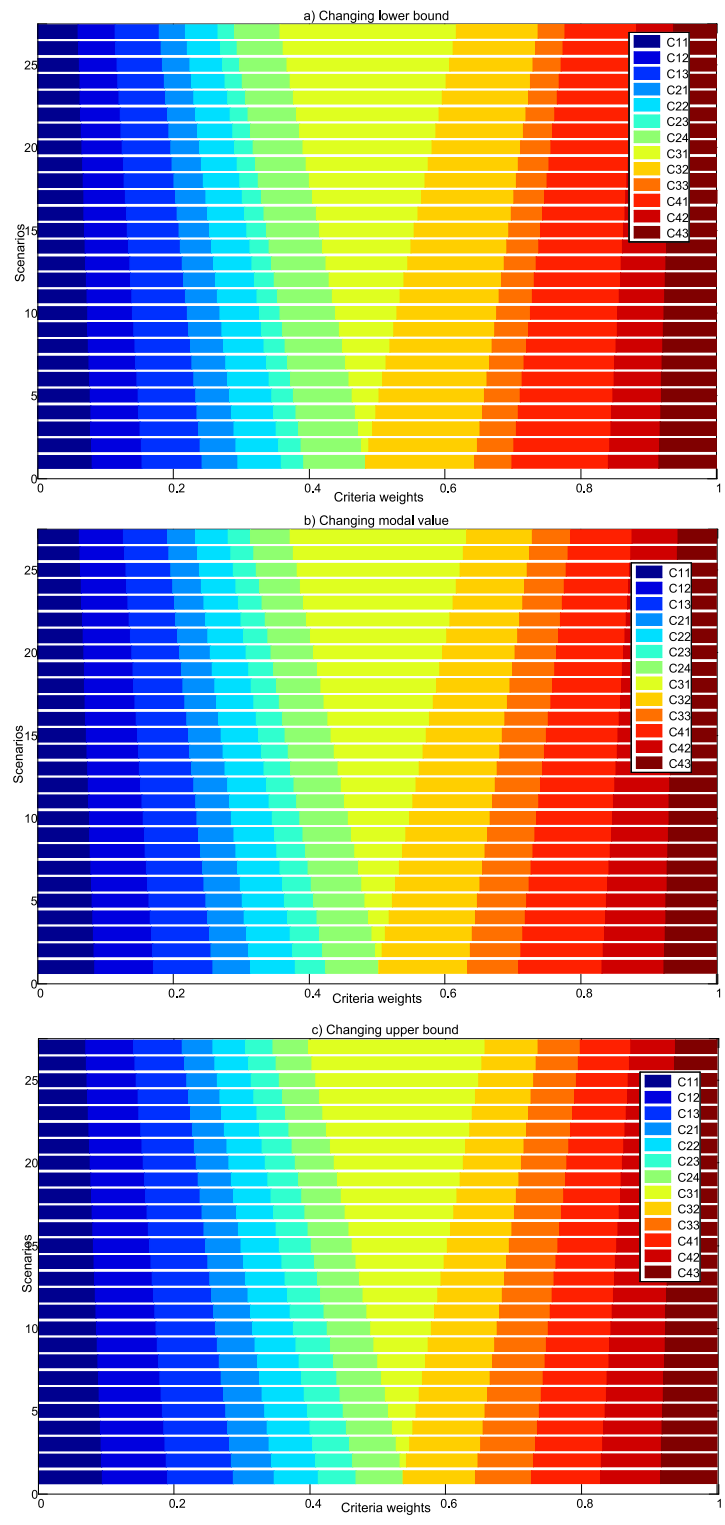 a) Changing lower bound
C11
C12
C13
C21
C22
C23
C24
C31
C32
C33
C41
C42
C43
25
20
15
10
5
0
Scenarios
0 0.2 0.4 0.6 0.8 1
Criteria weights
b) Changing modal value
C11
C12
C13
C21
C22
C23
C24
C31
C32
C33
C41
C42
C43
25
20
15
10
5
0
Scenarios
0 0.2 0.4 0.6 0.8 1
Criteria weights
c) Changing upper bound
C11
C12
C13
C21
C22
C23
C24
C31
C32
C33
C41
C42
C43
25
20
15
10
5
0
Scenarios
0 0.2 0.4 0.6 0.8 1
Criteria weights